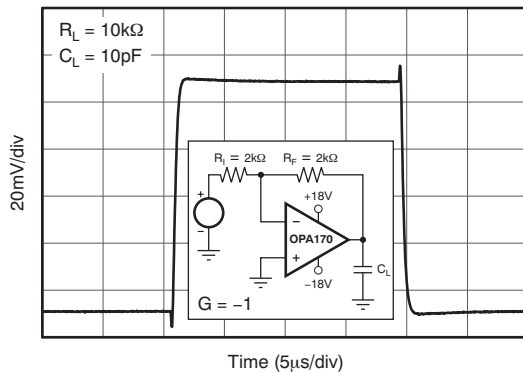 R_L = 10kΩ
C_L = 10pF
20mV/div
R_I = 2kΩ
R_F = 2kΩ
+
−
+18V
−
OPA170
+
−18V
C_L
G = −1
Time (5μs/div)